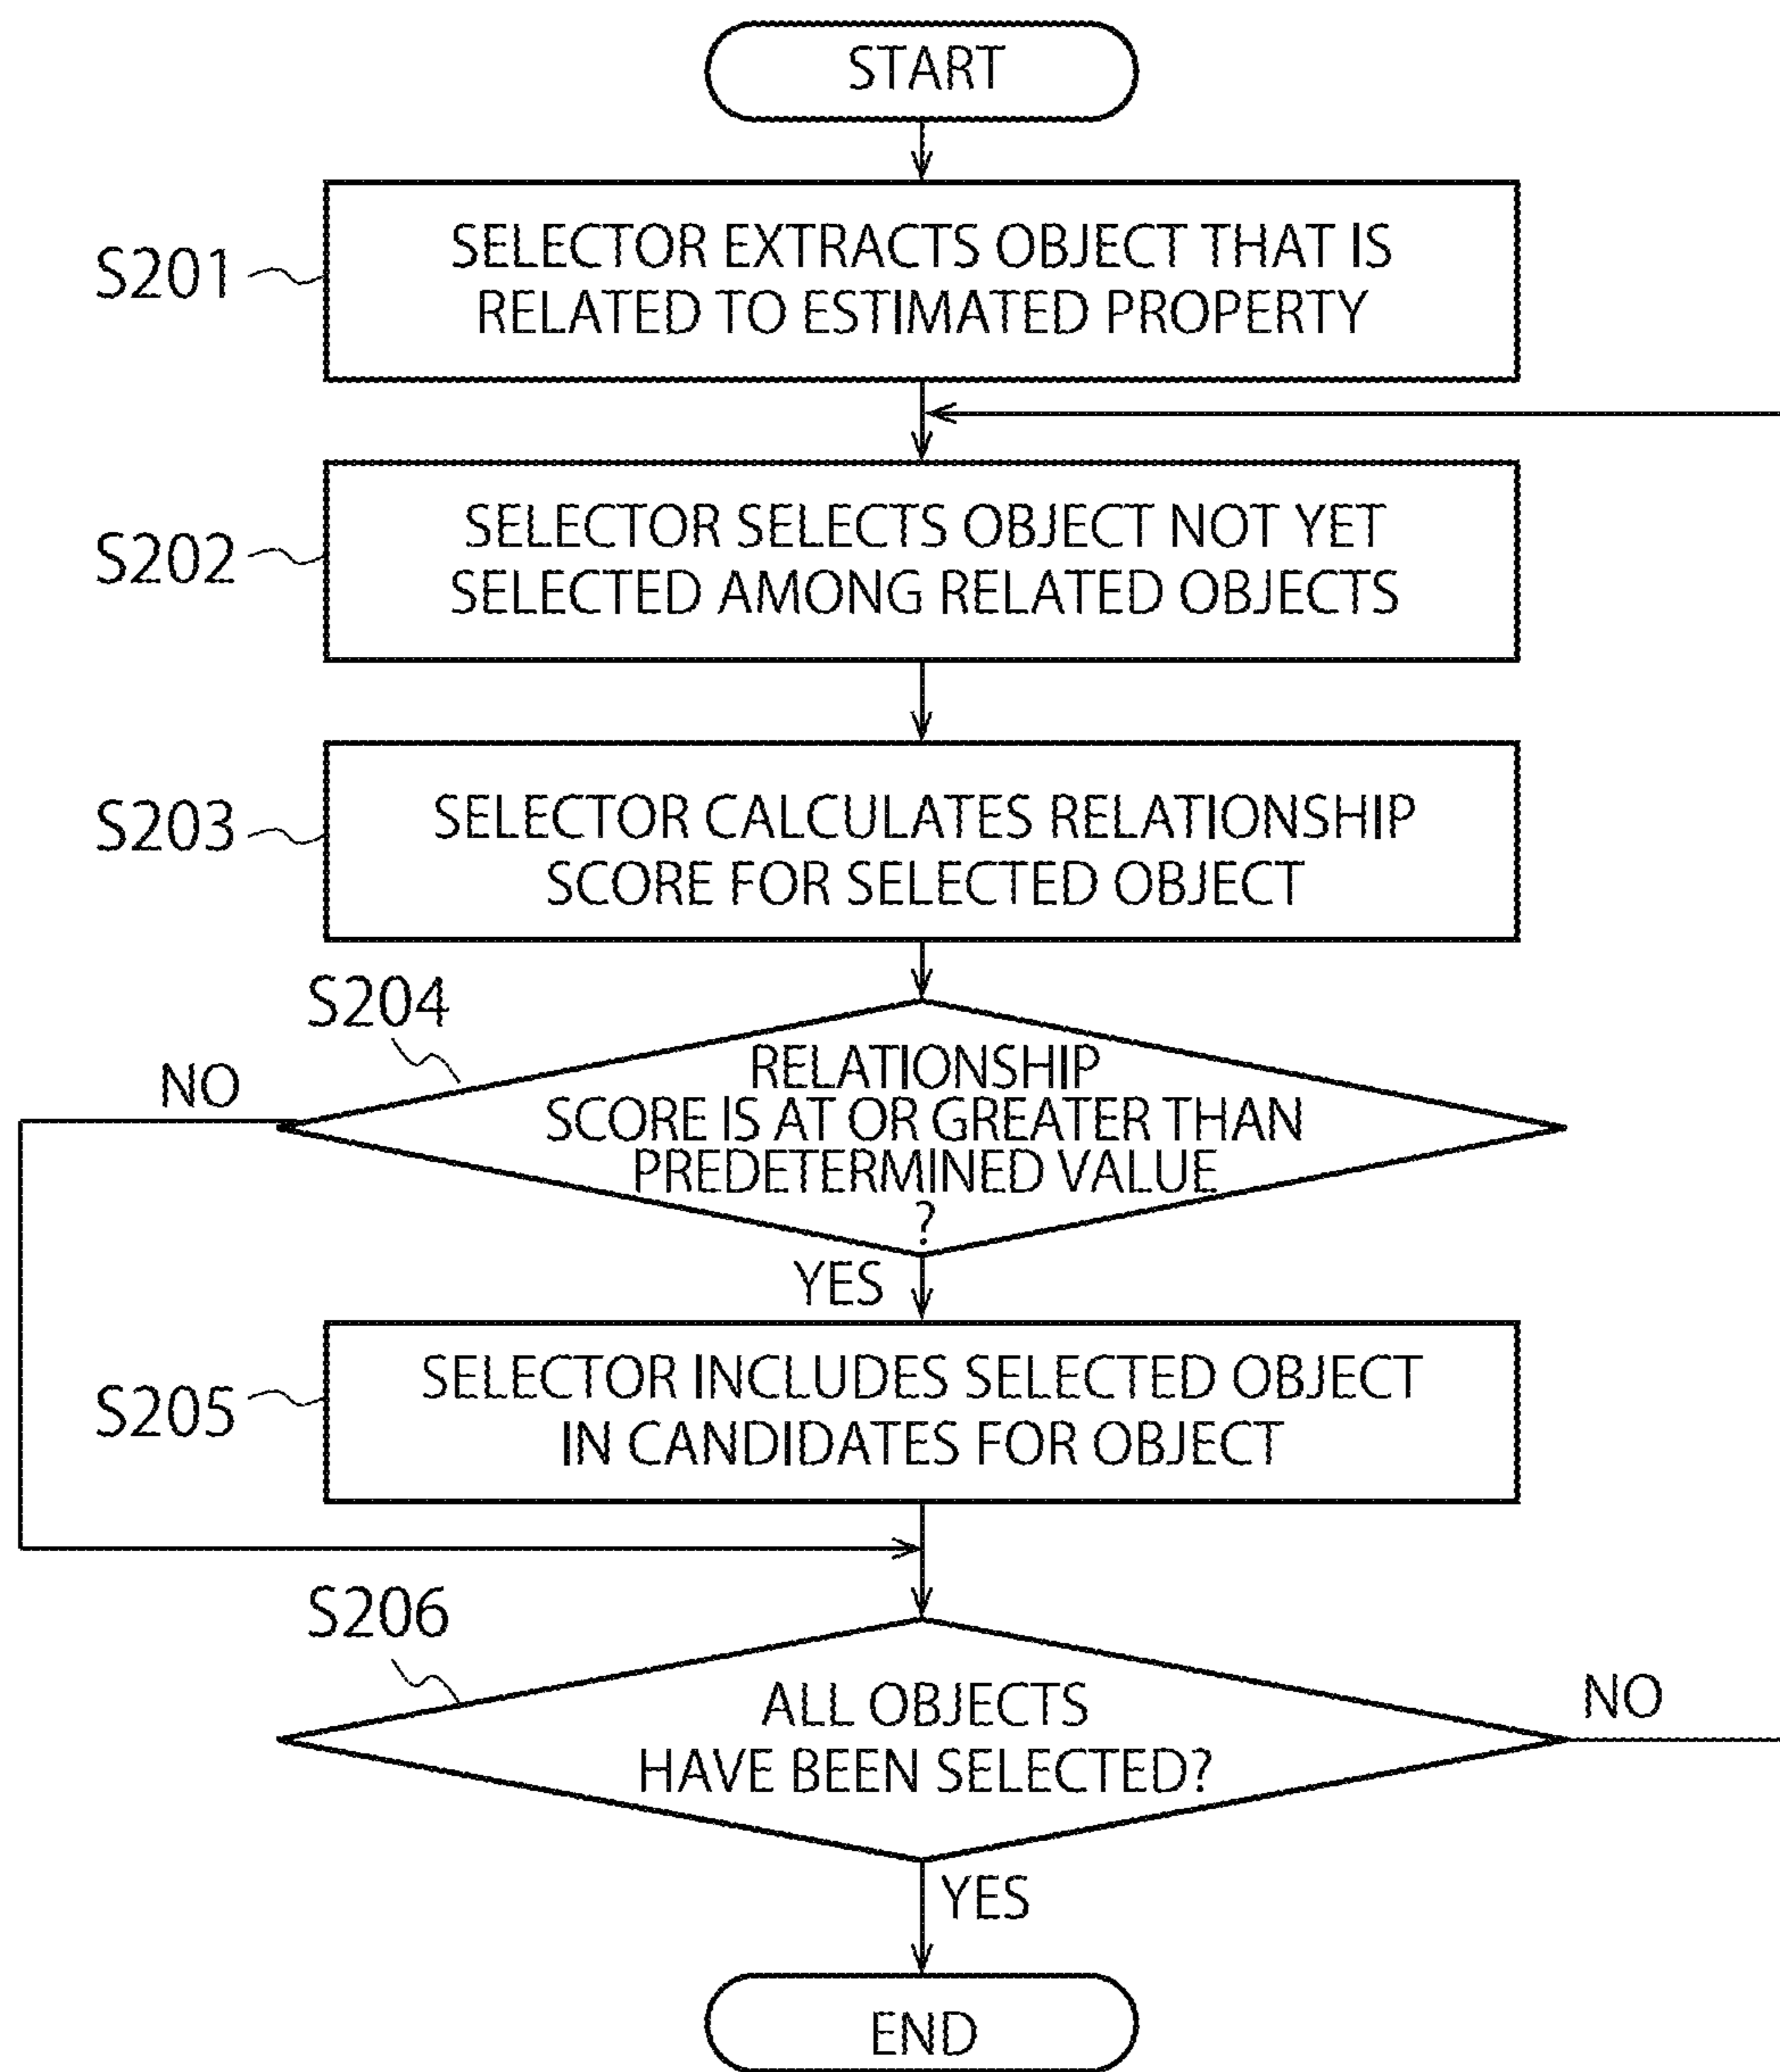 START
S201
SELECTOR EXTRACTS OBJECT THAT IS
RELATED TO ESTIMATED PROPERTY
S202
SELECTOR SELECTS OBJECT NOT YET
SELECTED AMONG RELATED OBJECTS
S203
SELECTOR CALCULATES RELATIONSHIP
SCORE FOR SELECTED OBJECT
S204
NO
RELATIONSHIP
SCORE IS AT OR GREATER THAN
PREDETERMINED VALUE
?
YES
S205
SELECTOR INCLUDES SELECTED OBJECT
IN CANDIDATES FOR OBJECT
S206
ALL OBJECTS
HAVE BEEN SELECTED?
NO
YES
END